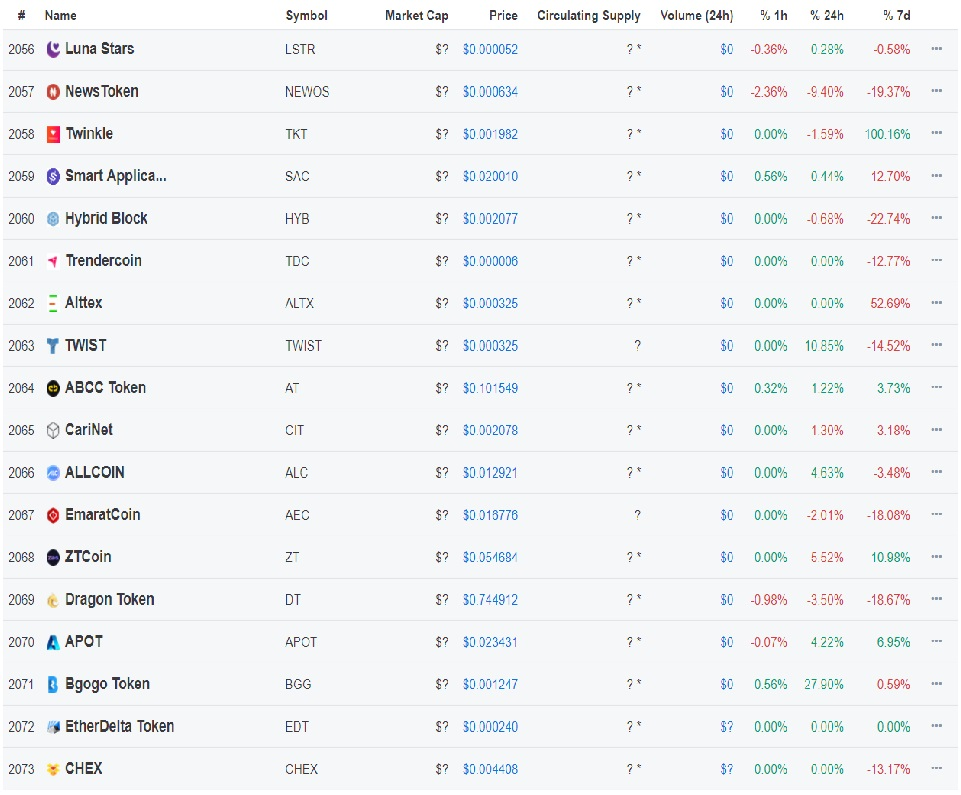 # Name Symbol Market Cap Price Circulating Supply Volume (24h) % 1h % 24h % 7d
2056 Luna Stars LSTR $? $0.000052 ? * $0 -0.36% 0.28% -0.58% ···
2057 NewsToken NEWOS $? $0.000634 ? * $0 -2.36% -9.40% -19.37% ···
2058 Twinkle TKT $? $0.001982 ? * $0 0.00% -1.59% 100.16% ···
2059 Smart Applica... SAC $? $0.020010 ? * $0 0.56% 0.44% 12.70% ···
2060 Hybrid Block HYB $? $0.002077 ? * $0 0.00% -0.68% -22.74% ···
2061 Trendercoin TDC $? $0.000006 ? * $0 0.00% 0.00% -12.77% ···
2062 Alttex ALTX $? $0.000325 ? * $0 0.00% 0.00% 52.69% ···
2063 TWIST TWIST $? $0.000325 ? $0 0.00% 10.85% -14.52% ···
2064 ABCC Token AT $? $0.101549 ? * $0 0.32% 1.22% 3.73% ···
2065 CariNet CIT $? $0.002078 ? * $0 0.00% 1.30% 3.18% ···
2066 ALLCOIN ALC $? $0.012921 ? * $0 0.00% 4.63% -3.48% ···
2067 EmaratCoin AEC $? $0.016776 ? $0 0.00% -2.01% -18.08% ···
2068 ZTCoin ZT $? $0.054684 ? * $0 0.00% 5.52% 10.98% ···
2069 Dragon Token DT $? $0.744912 ? * $0 -0.98% -3.50% -18.67% ···
2070 APOT APOT $? $0.023431 ? * $0 -0.07% 4.22% 6.95% ···
2071 Bgogo Token BGG $? $0.001247 ? * $0 0.56% 27.90% 0.59% ···
2072 EtherDelta Token EDT $? $0.000240 ? * $? 0.00% 0.00% 0.00% ···
2073 CHEX CHEX $? $0.004408 ? * $? 0.00% 0.00% -13.17% ···